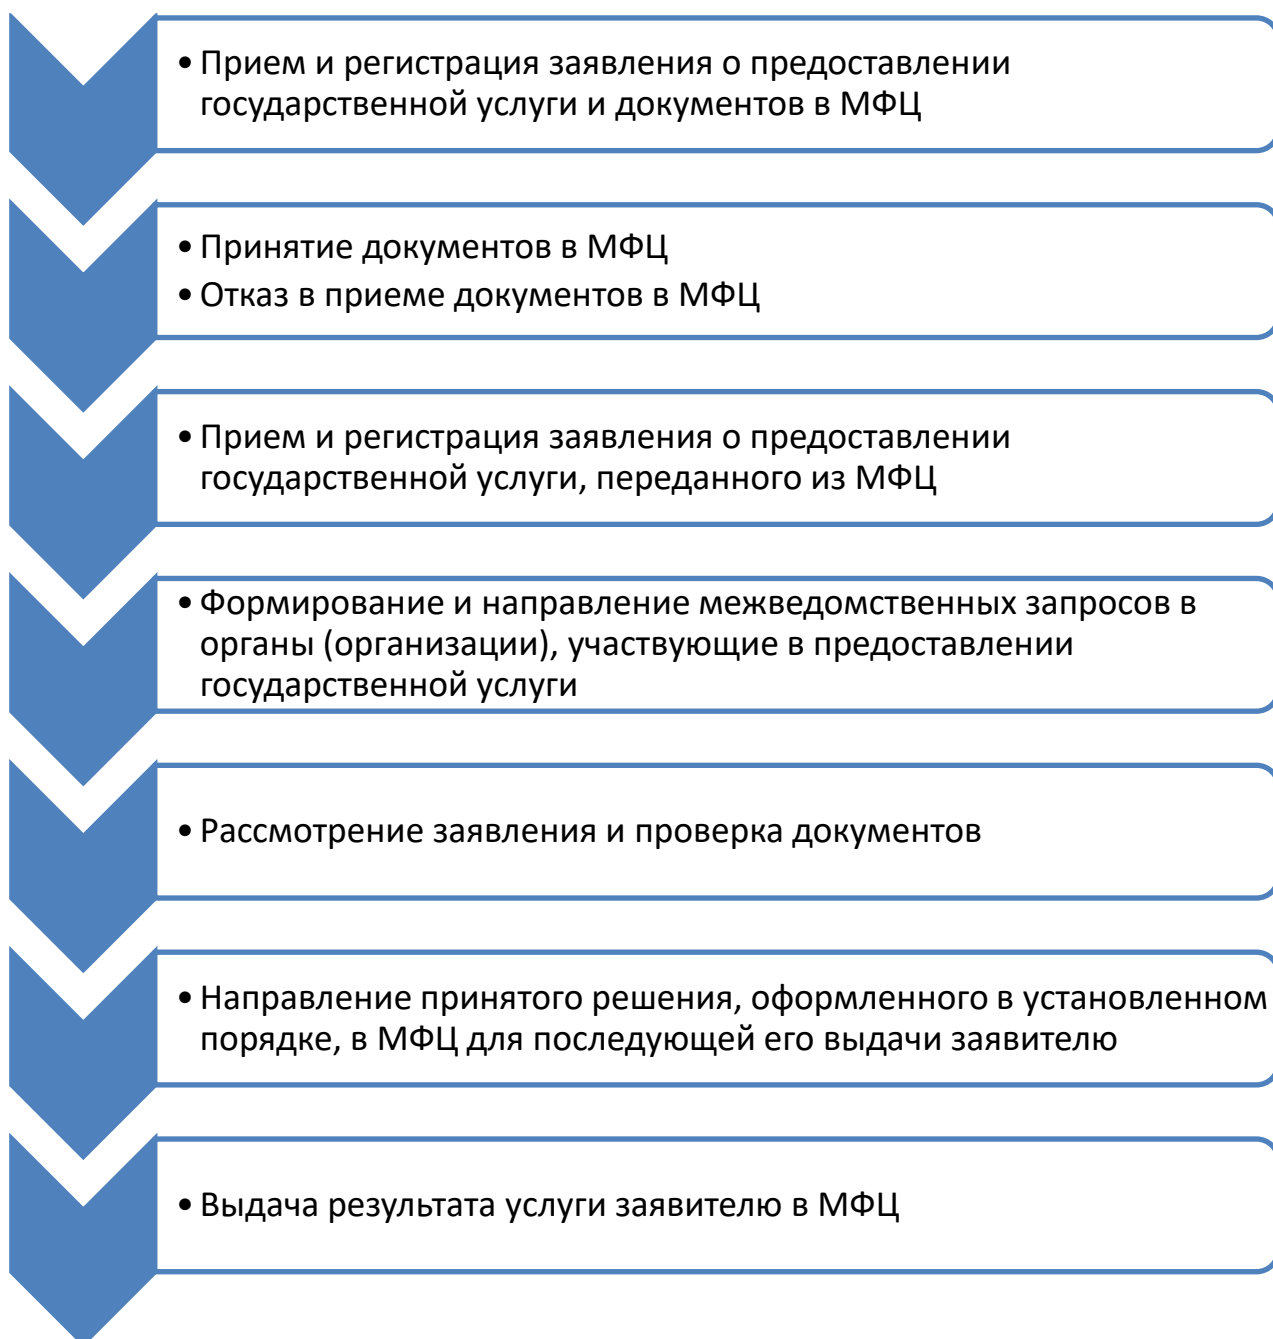 • Прием и регистрация заявления о предоставлении
государственной услуги и документов в МФЦ
• Принятие документов в МФЦ
• Отказ в приеме документов в МФЦ
• Прием и регистрация заявления о предоставлении
государственной услуги, переданного из МФЦ
• Формирование и направление межведомственных запросов в
органы (организации), участвующие в предоставлении
государственной услуги
• Рассмотрение заявления и проверка документов
• Направление принятого решения, оформленного в установленном
порядке, в МФЦ для последующей его выдачи заявителю
• Выдача результата услуги заявителю в МФЦ